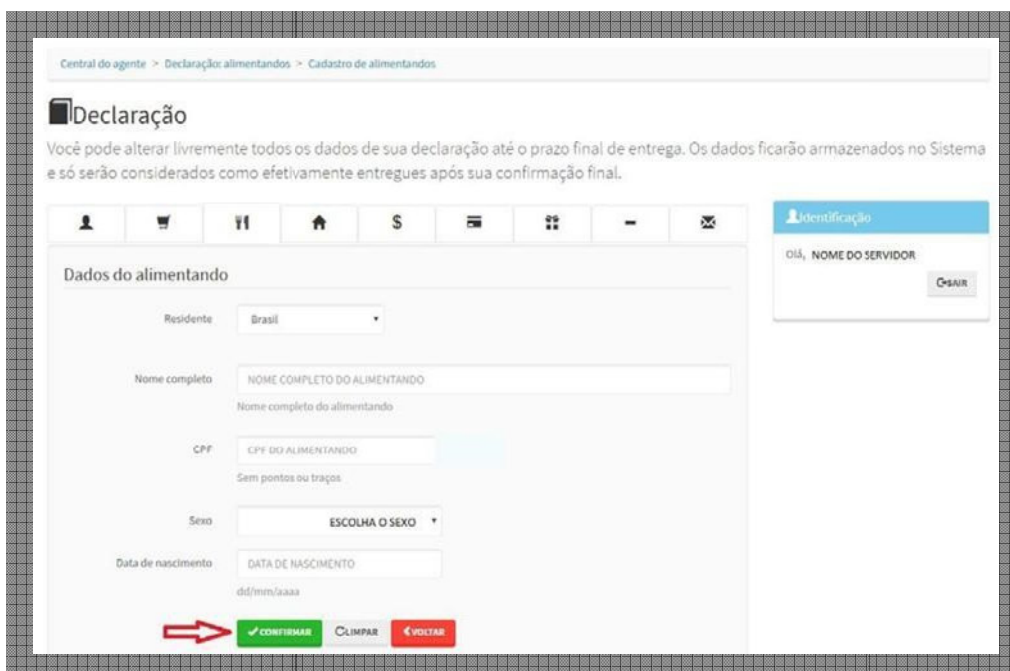 Central do agente > Declaração: alimentandos > Cadastro de alimentandos
Declaração
Você pode alterar livremente todos os dados de sua declaração até o prazo final de entrega. Os dados ficarão armazenados no Sistema
e só serão considerados como efetivamente entregues após sua confirmação final.
Identificação
Olá, NOME DO SERVIDOR
SAIR
Dados do alimentando
Residente Brasil
Nome completo NOME COMPLETO DO ALIMENTANDO
Nome completo do alimentando
CPF CPF DO ALIMENTANDO
Sem pontos ou traços
Sexo ESCOLHA O SEXO
Data de nascimento DATA DE NASCIMENTO
dd/mm/aaaa
CONFIRMAR LIMPAR VOLTAR